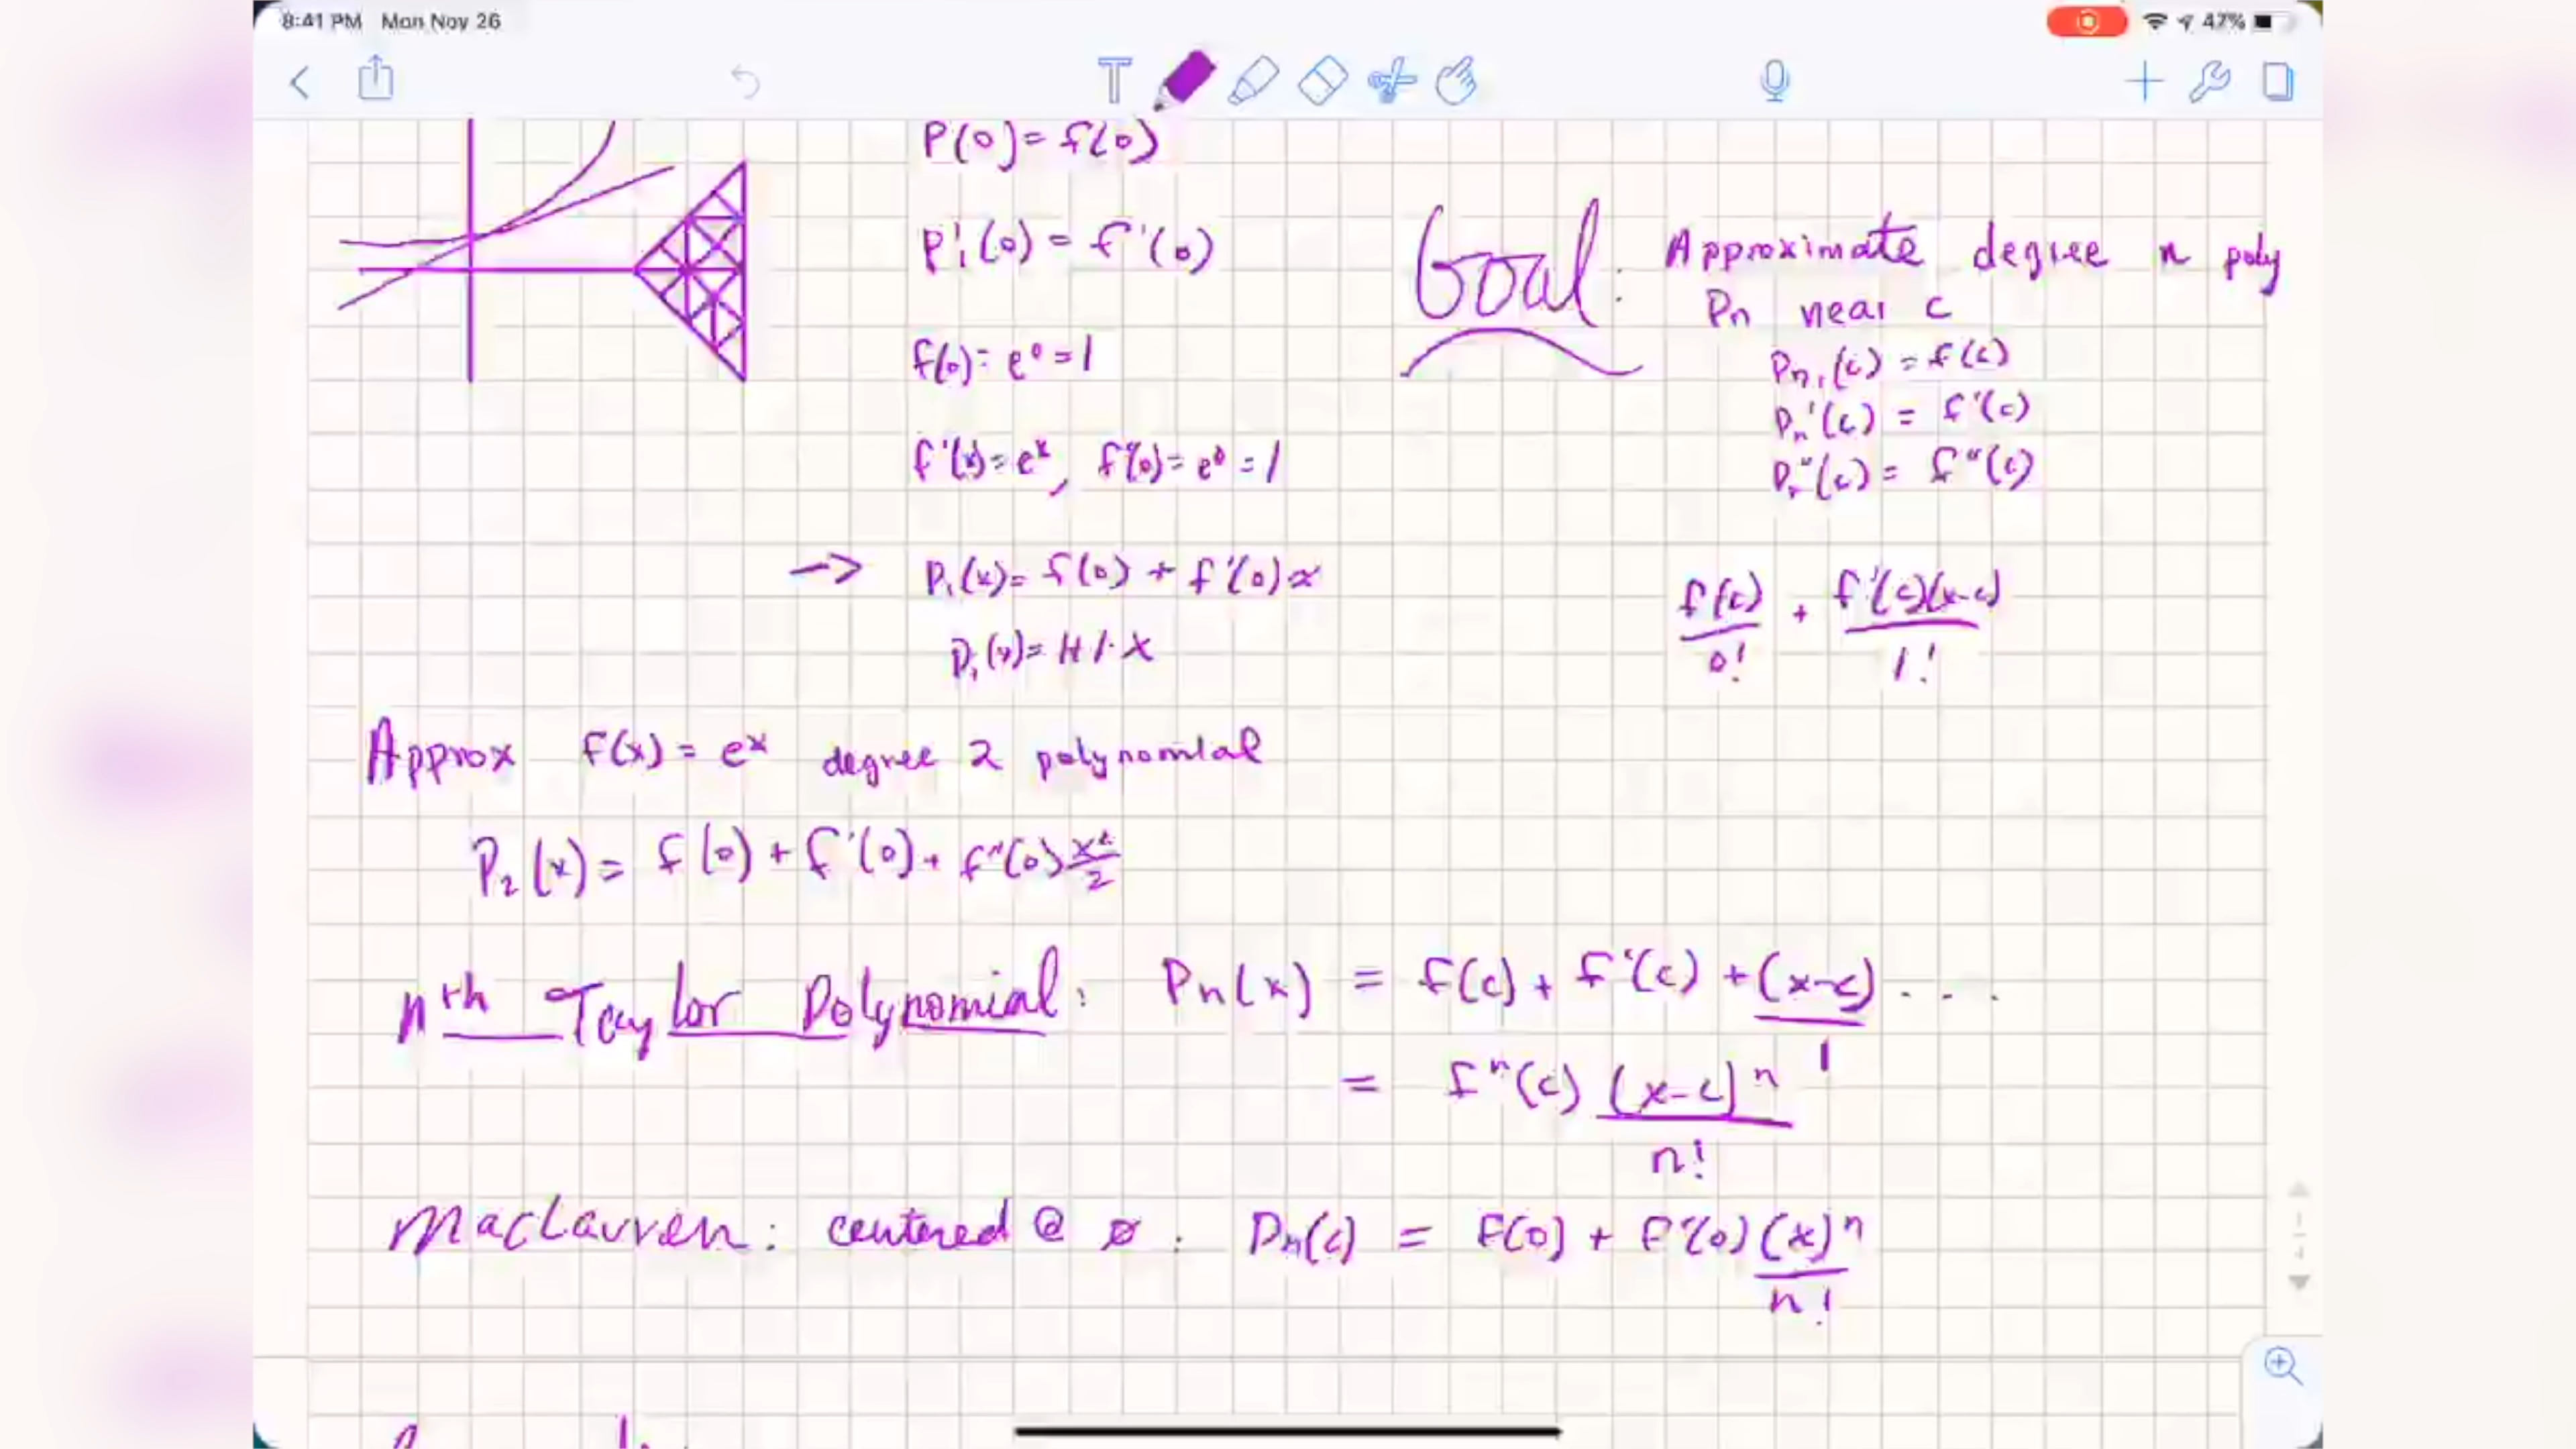 8:41 PM Mon Nov 26
47%
P(0) = f(0)
P₁'(0) = f'(0)
f(0) = e⁰ = 1
f'(x) = eˣ, f'(0) = e⁰ = 1
→ P₁(x) = f(0) + f'(0)x
P₁(x) = 1+1·x
Goal: Approximate degree n poly
Pn near c
Pn,(c) = f(c)
Pn'(c) = f'(c)
Pn"(c) = f"(c)
f(c)/0! + f'(c)(x-c)/1!
Approx f(x) = eˣ degree 2 polynomial
P₂(x) = f(0) + f'(0) + f"(0) x²/2
nth Taylor Polynomial: Pn(x) = f(c) + f'(c) + (x-c)/1 ...
= fⁿ(c) (x-c)ⁿ/n!
MacLauren: centered @ 0: Pn(c) = f(0) + f'(0) (x)ⁿ/n!